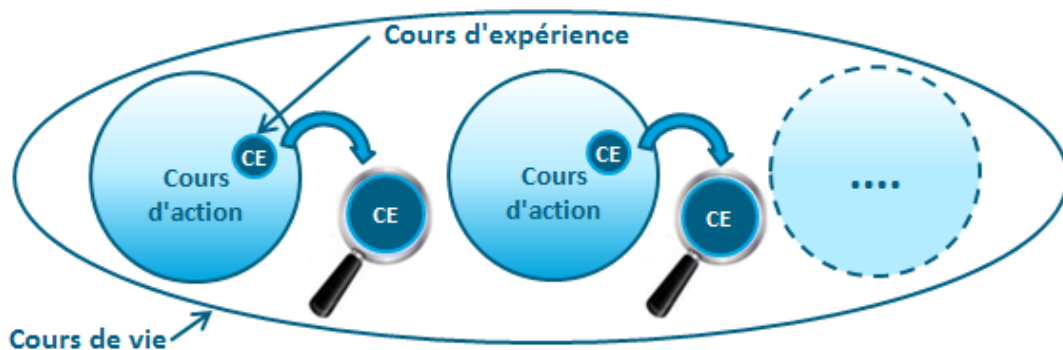 Cours d'expérience
CE
Cours
d'action
CE
CE
Cours
d'action
CE
....
Cours de vie